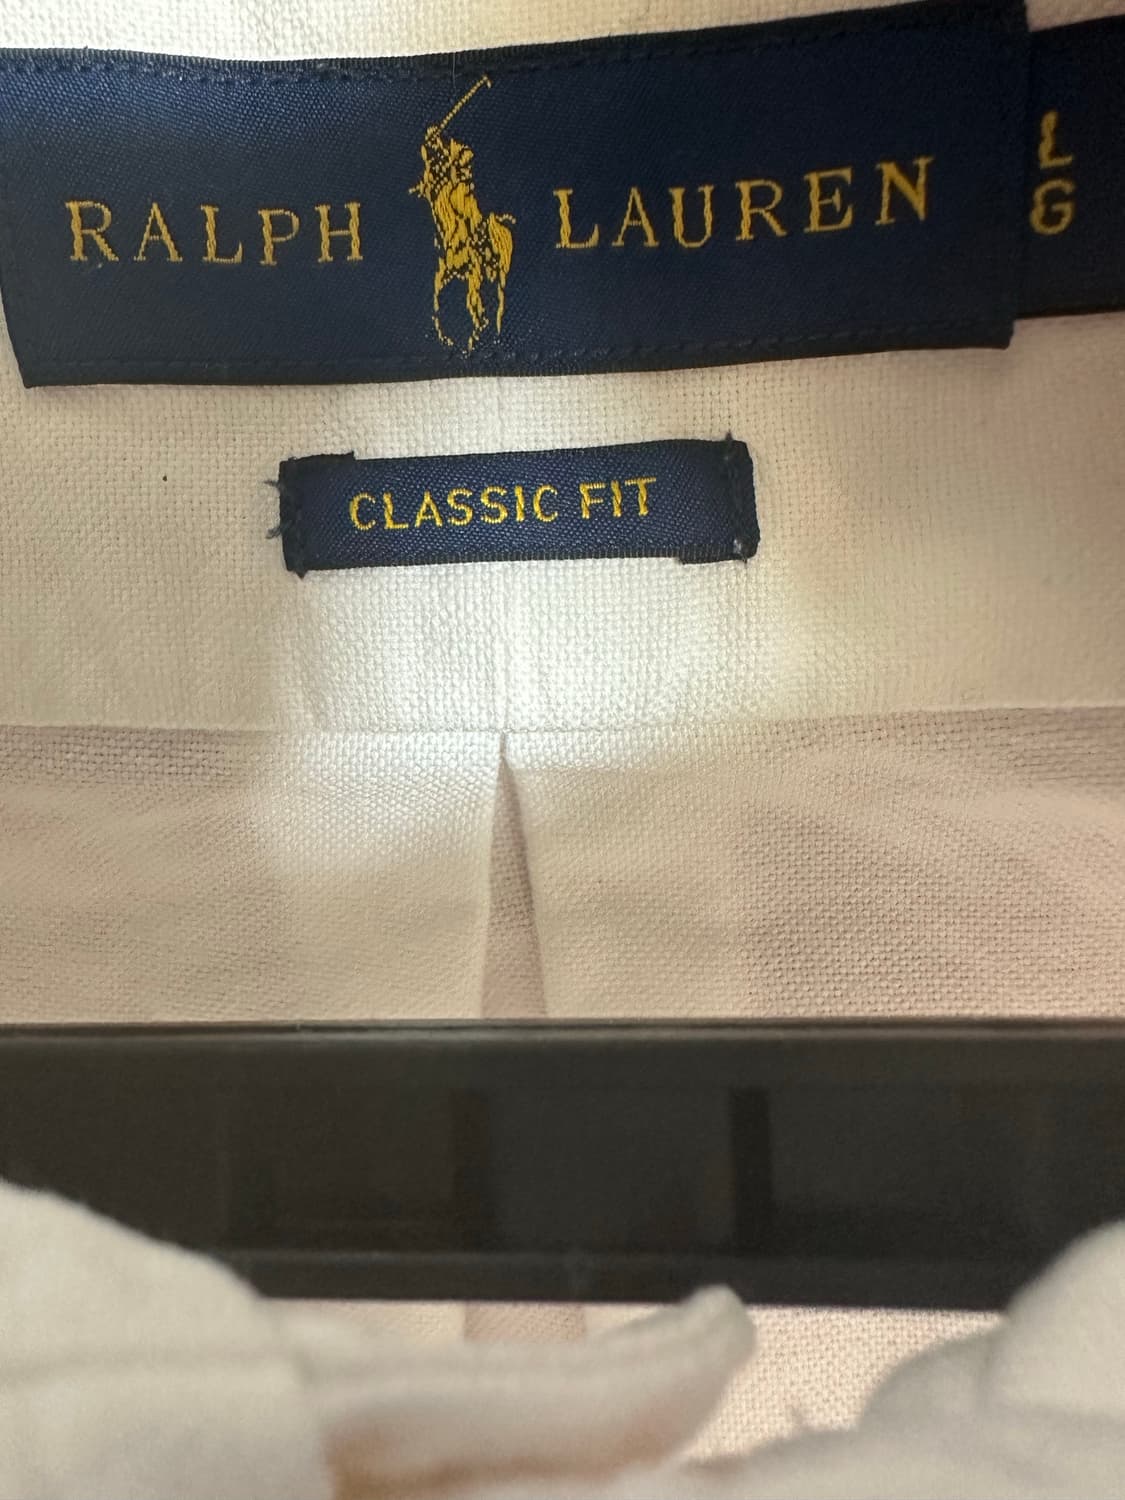 RALPH LAUREN
L
G
CLASSIC FIT